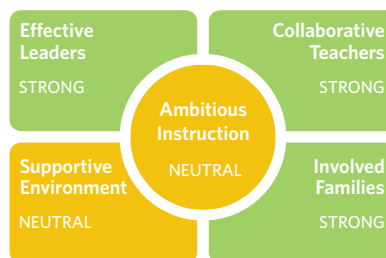 Effective
Leaders
STRONG
Collaborative
Teachers
STRONG
Ambitious
Instruction
NEUTRAL
Supportive
Environment
NEUTRAL
Involved
Families
STRONG